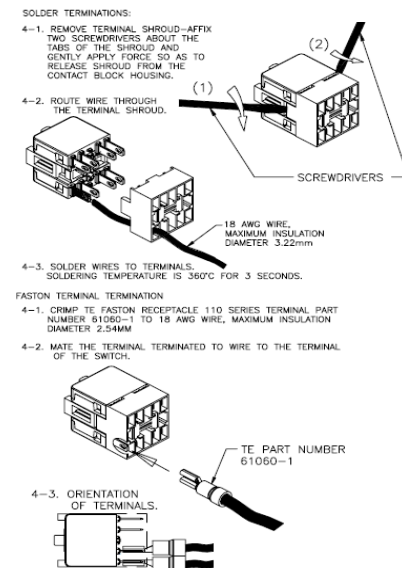 SOLDER TERMINATIONS:
4-1. REMOVE TERMINAL SHROUD-AFFIX
TWO SCREWDRIVERS ABOUT THE
TABS OF THE SHROUD AND
GENTLY APPLY FORCE SO AS TO
RELEASE SHROUD FROM THE
CONTACT BLOCK HOUSING.
(2)
(1)
4-2. ROUTE WIRE THROUGH
THE TERMINAL SHROUD.
SCREWDRIVERS
18 AWG WIRE,
MAXIMUM INSULATION
DIAMETER 3.22mm
4-3. SOLDER WIRES TO TERMINALS.
SOLDERING TEMPERATURE IS 360°C FOR 3 SECONDS.
FASTON TERMINAL TERMINATION
4-1. CRIMP TE FASTON RECEPTACLE 110 SERIES TERMINAL PART
NUMBER 61060-1 TO 18 AWG WIRE, MAXIMUM INSULATION
DIAMETER 2.54MM
4-2. MATE THE TERMINAL TERMINATED TO WIRE TO THE TERMINAL
OF THE SWITCH.
TE PART NUMBER
61060-1
4-3. ORIENTATION
OF TERMINALS.